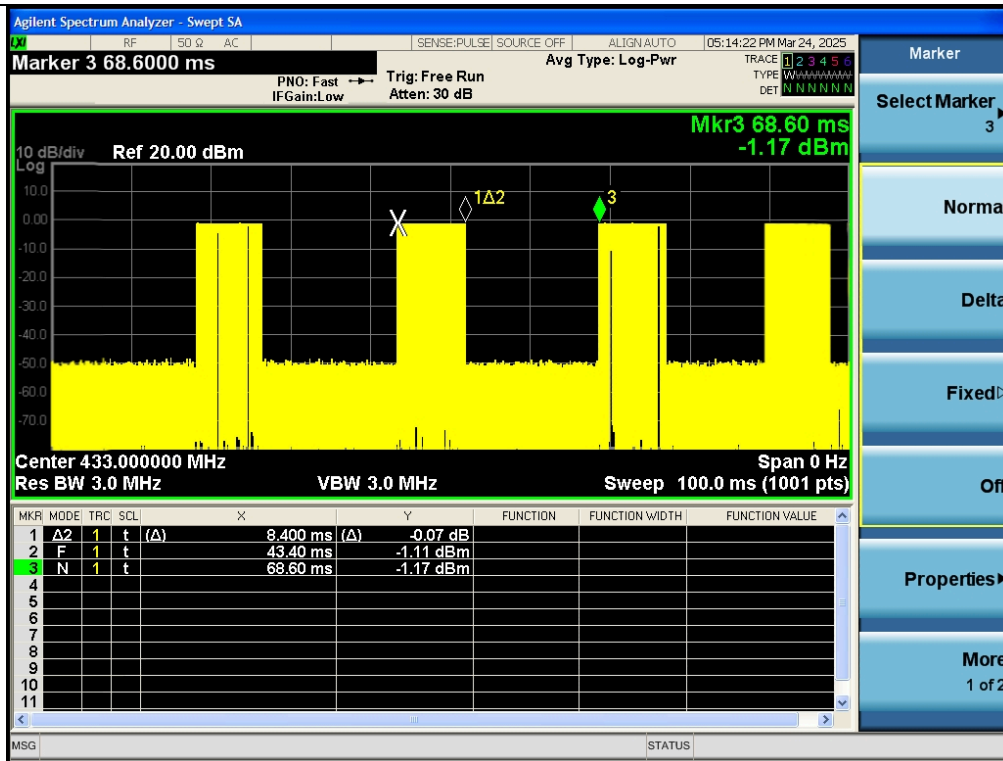 Agilent Spectrum Analyzer - Swept SA
LXI RF 50 Ω AC SENSE:PULSE SOURCE OFF ALIGN AUTO 05:14:22 PM Mar 24, 2025
Marker 3 68.6000 ms
PNO: Fast
IFGain:Low
Trig: Free Run
Atten: 30 dB
Avg Type: Log-Pwr
TRACE 1 2 3 4 5 6
TYPE W
DET N N N N N N
Mkr3 68.60 ms
-1.17 dBm
10 dB/div Ref 20.00 dBm
Log
10.0
0.00
-10.0
-20.0
-30.0
-40.0
-50.0
-60.0
-70.0
X
1Δ2
3
Center 433.000000 MHz Span 0 Hz
Res BW 3.0 MHz VBW 3.0 MHz Sweep 100.0 ms (1001 pts)
MKR MODE TRC SCL X Y FUNCTION FUNCTION WIDTH FUNCTION VALUE
1 Δ2 1 t (Δ) 8.400 ms (Δ) -0.07 dB
2 F 1 t 43.40 ms -1.11 dBm
3 N 1 t 68.60 ms -1.17 dBm
4
5
6
7
8
9
10
11
MSG STATUS
Marker
Select Marker
3
Norma
Delta
Fixed
Off
Properties
More
1 of 2